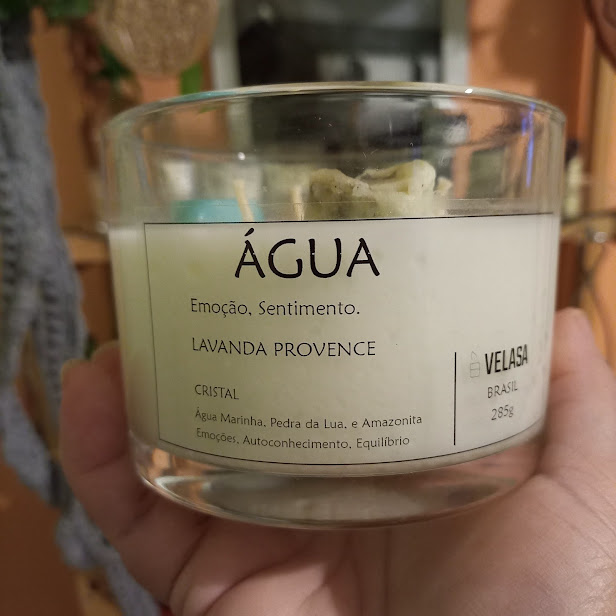 ÁGUA
Emoção, Sentimento.
LAVANDA PROVENCE
CRISTAL
Água Marinha, Pedra da Lua, e Amazonita
Emoções, Autoconhecimento, Equilíbrio
VELASA
BRASIL
285g